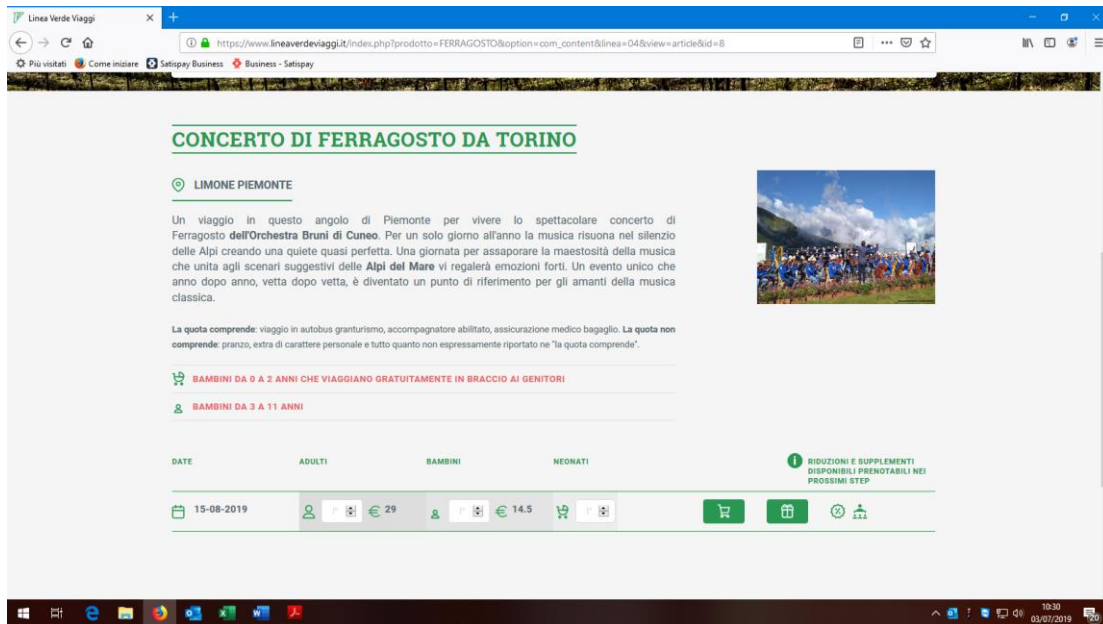 Linea Verde Viaggi
https://www.lineaverdeviaggi.it/index.php?prodotto=FERRAGOSTO&option=com_content&linea=04&view=article&id=8
Più visitati Come iniziare Satispay Business Business - Satispay
CONCERTO DI FERRAGOSTO DA TORINO
LIMONE PIEMONTE
Un viaggio in questo angolo di Piemonte per vivere lo spettacolare concerto di
Ferragosto dell'Orchestra Bruni di Cuneo. Per un solo giorno all'anno la musica risuona nel silenzio
delle Alpi creando una quiete quasi perfetta. Una giornata per assaporare la maestosità della musica
che unita agli scenari suggestivi delle Alpi del Mare vi regalerà emozioni forti. Un evento unico che
anno dopo anno, vetta dopo vetta, è diventato un punto di riferimento per gli amanti della musica
classica.
La quota comprende: viaggio in autobus granturismo, accompagnatore abilitato, assicurazione medico bagaglio. La quota non
comprende: pranzo, extra di carattere personale e tutto quanto non espressamente riportato ne "la quota comprende".
BAMBINI DA 0 A 2 ANNI CHE VIAGGIANO GRATUITAMENTE IN BRACCIO AI GENITORI
BAMBINI DA 3 A 11 ANNI
DATE ADULTI BAMBINI NEONATI
RIDUZIONI E SUPPLEMENTI
DISPONIBILI PRENOTABILI NEI
PROSSIMI STEP
15-08-2019 € 29 € 14.5
10:30
03/07/2019
20